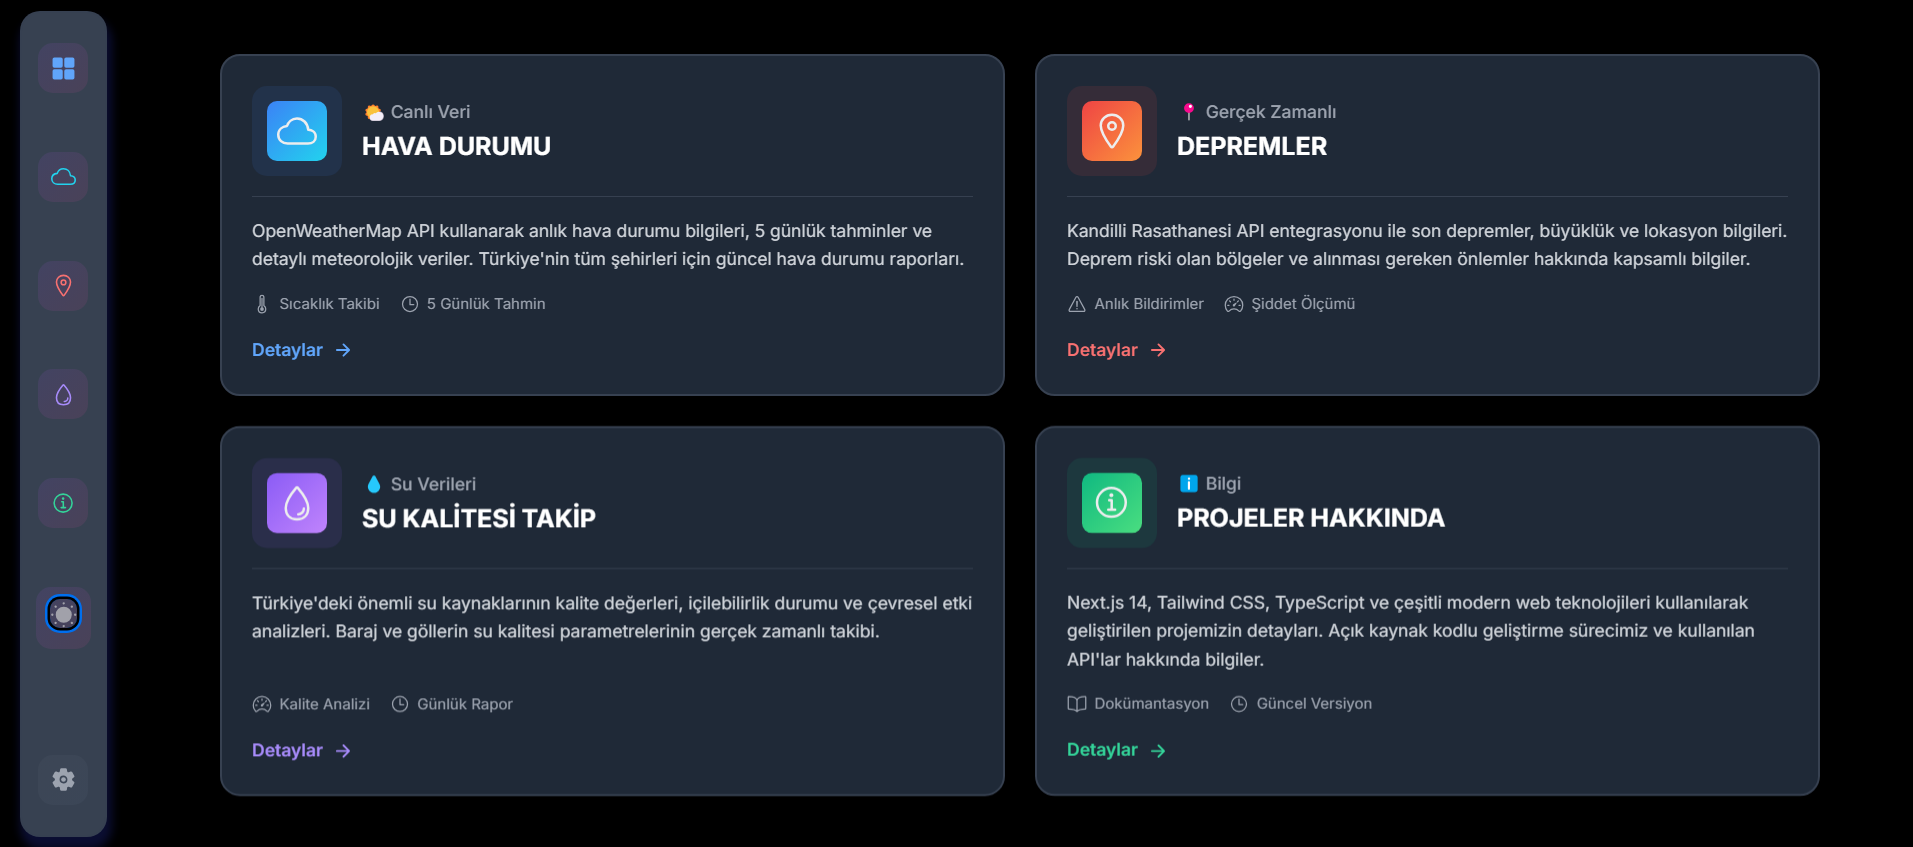 Canlı Veri
HAVA DURUMU
OpenWeatherMap API kullanarak anlık hava durumu bilgileri, 5 günlük tahminler ve
detaylı meteorolojik veriler. Türkiye'nin tüm şehirleri için güncel hava durumu raporları.
Sıcaklık Takibi
5 Günlük Tahmin
Detaylar →
Gerçek Zamanlı
DEPREMLER
Kandilli Rasathanesi API entegrasyonu ile son depremler, büyüklük ve lokasyon bilgileri.
Deprem riski olan bölgeler ve alınması gereken önlemler hakkında kapsamlı bilgiler.
Anlık Bildirimler
Şiddet Ölçümü
Detaylar →
Su Verileri
SU KALİTESİ TAKİP
Türkiye'deki önemli su kaynaklarının kalite değerleri, içilebilirlik durumu ve çevresel etki
analizleri. Baraj ve göllerin su kalitesi parametrelerinin gerçek zamanlı takibi.
Kalite Analizi
Günlük Rapor
Detaylar →
Bilgi
PROJELER HAKKINDA
Next.js 14, Tailwind CSS, TypeScript ve çeşitli modern web teknolojileri kullanılarak
geliştirilen projemizin detayları. Açık kaynak kodlu geliştirme sürecimiz ve kullanılan
API'lar hakkında bilgiler.
Dokümantasyon
Güncel Versiyon
Detaylar →